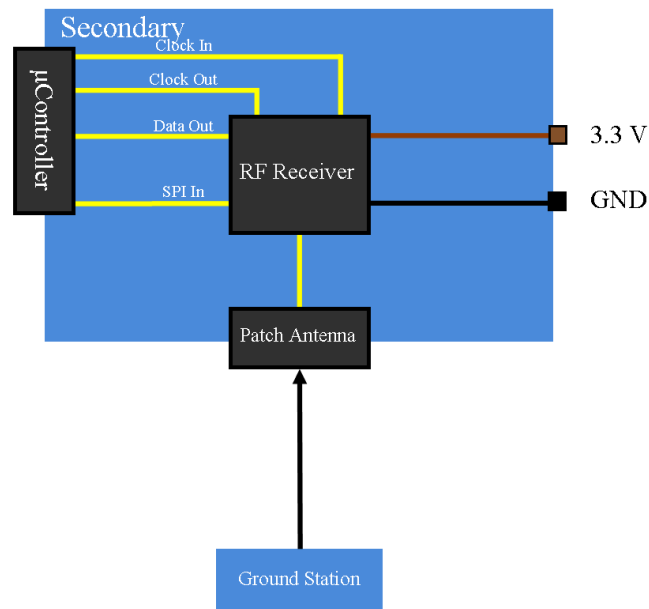 Secondary
Clock In
Clock Out
Data Out
SPI In
µController
RF Receiver
3.3 V
GND
Patch Antenna
Ground Station